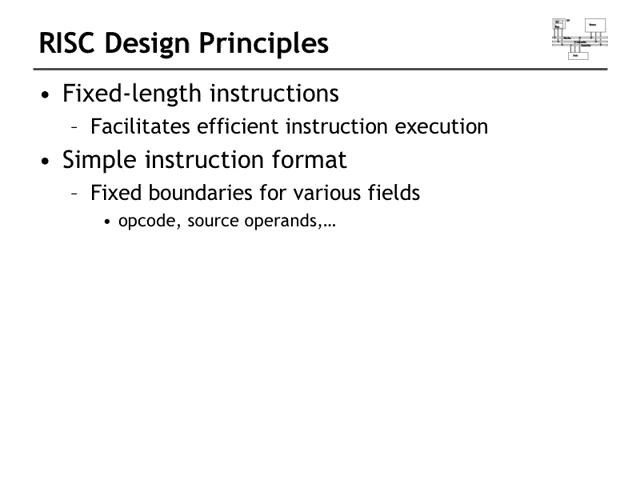 RISC Design Principles
• Fixed-length instructions
– Facilitates efficient instruction execution
• Simple instruction format
– Fixed boundaries for various fields
• opcode, source operands,…